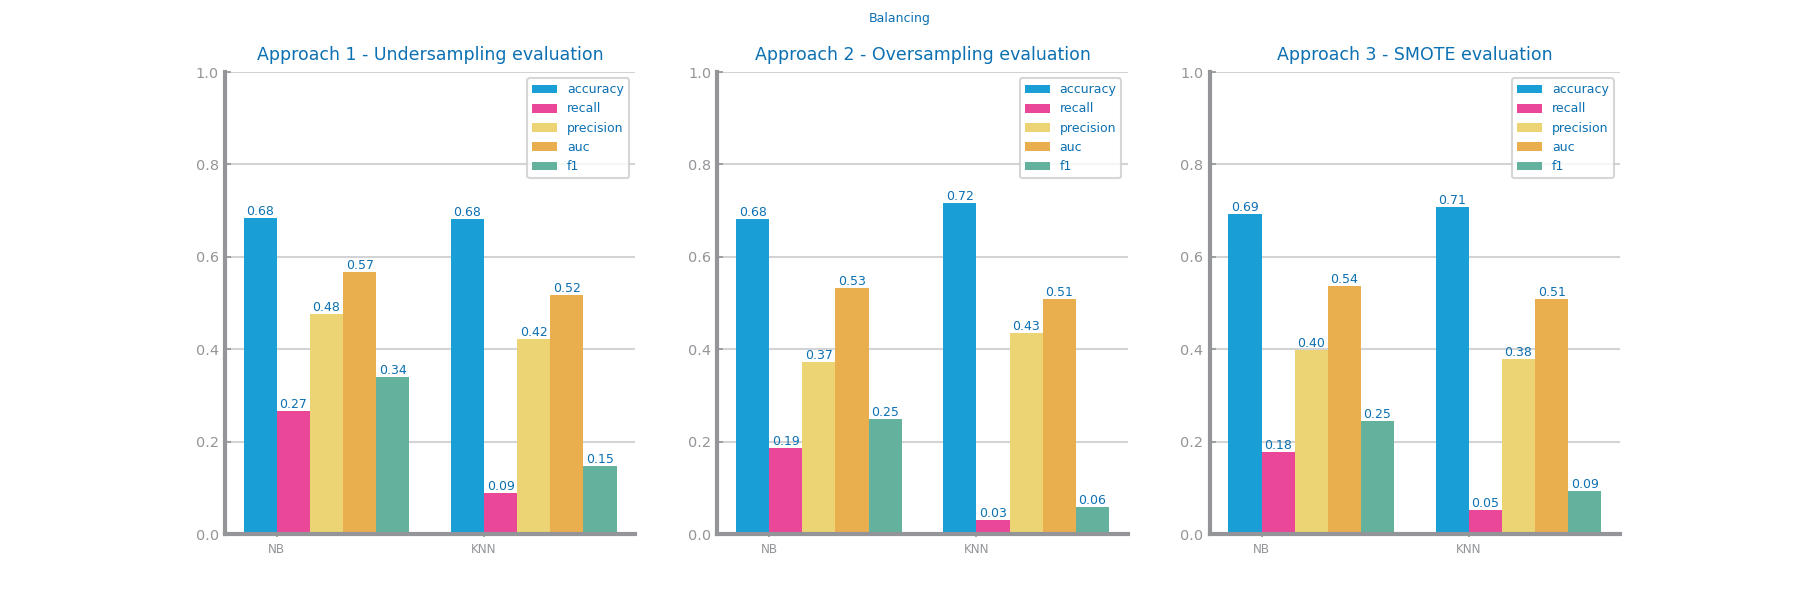 Balancing
Approach 1 - Undersampling evaluation
1.0
0.8
0.6
0.4
0.2
0.0
accuracy
recall
precision
auc
f1
0.68
0.27
0.48
0.57
0.34
0.68
0.09
0.42
0.52
0.15
NB
KNN
Approach 2 - Oversampling evaluation
1.0
0.8
0.6
0.4
0.2
0.0
accuracy
recall
precision
auc
f1
0.68
0.19
0.37
0.53
0.25
0.72
0.03
0.43
0.51
0.06
NB
KNN
Approach 3 - SMOTE evaluation
1.0
0.8
0.6
0.4
0.2
0.0
accuracy
recall
precision
auc
f1
0.69
0.18
0.40
0.54
0.25
0.71
0.05
0.38
0.51
0.09
NB
KNN